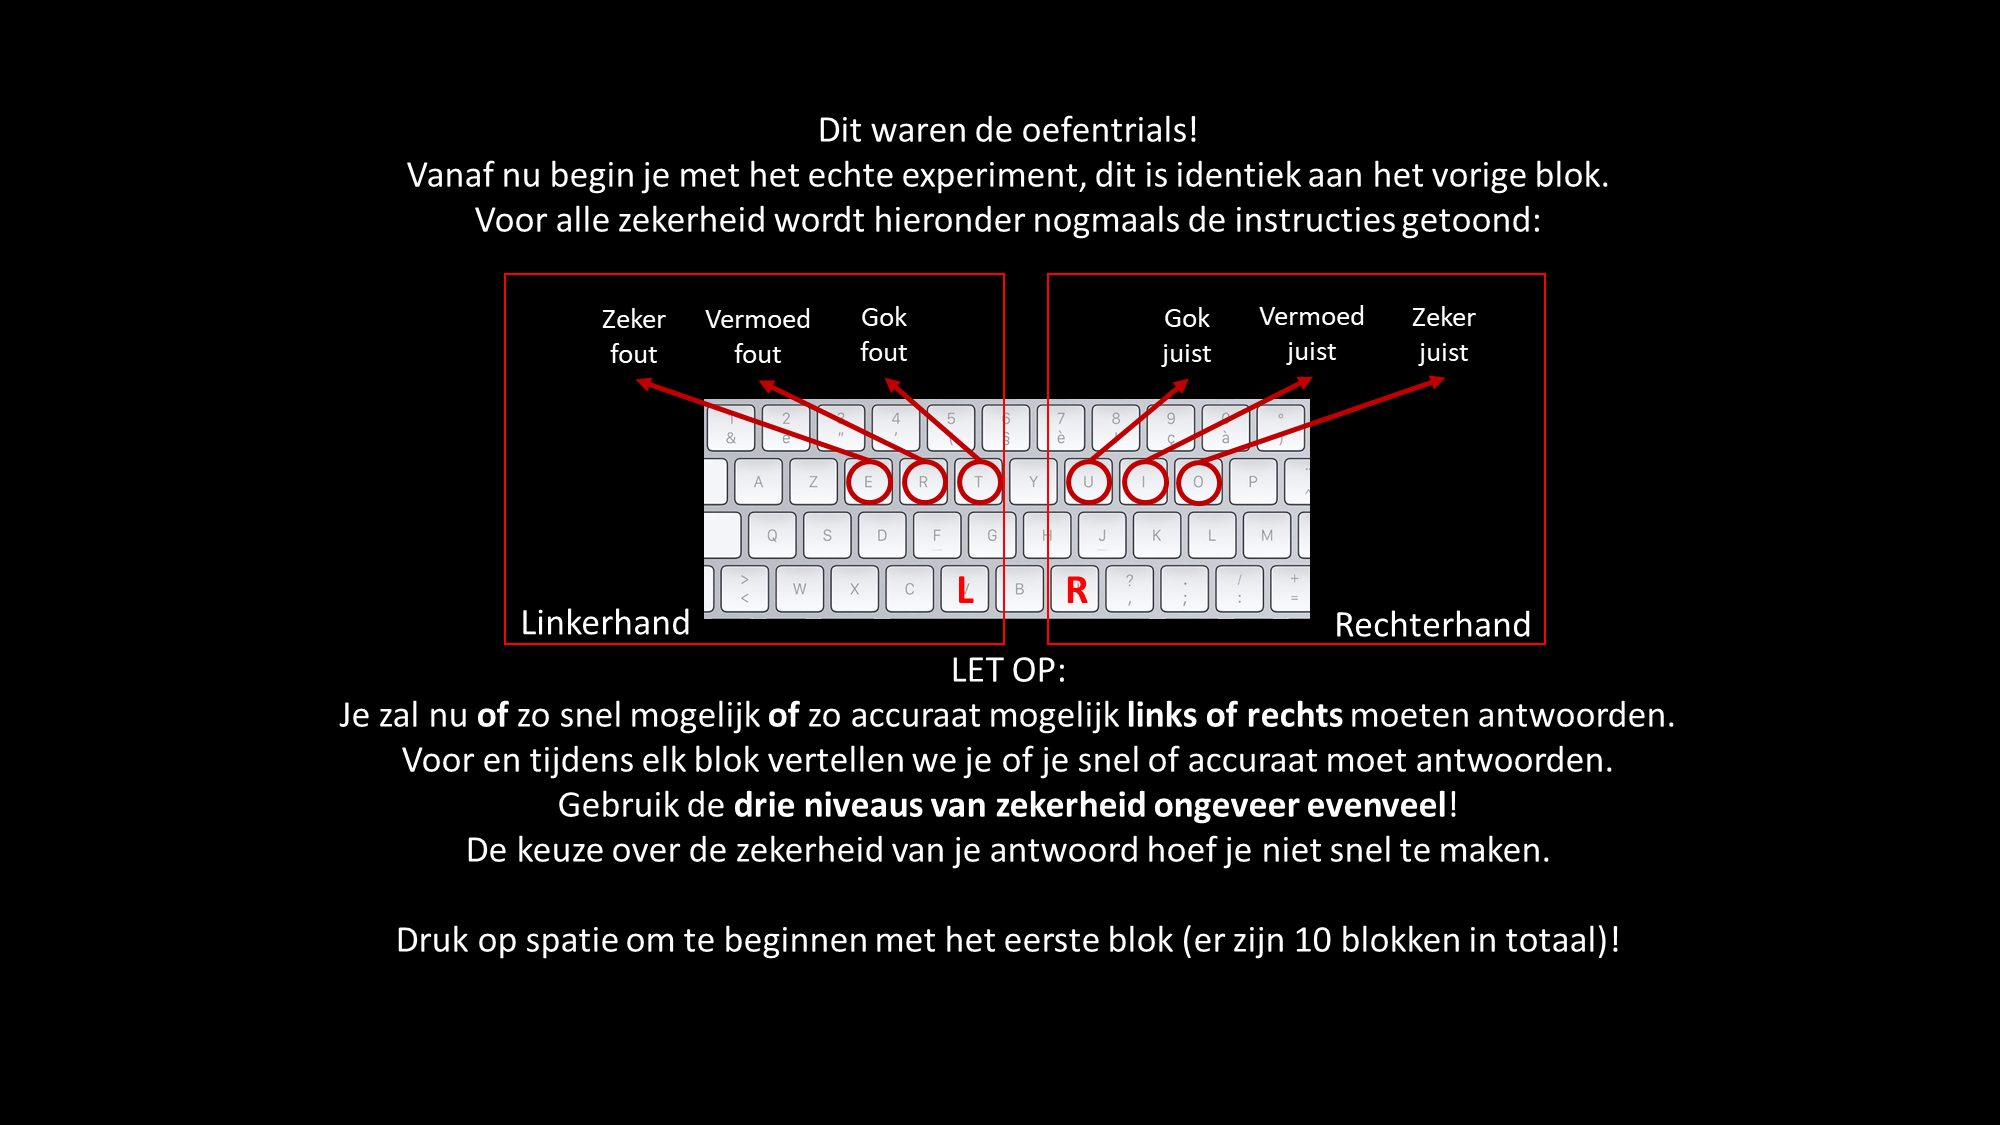 Dit waren de oefentrials!
Vanaf nu begin je met het echte experiment, dit is identiek aan het vorige blok.
Voor alle zekerheid wordt hieronder nogmaals de instructies getoond:
Zeker fout
Vermoed fout
Gok fout
Gok juist
Vermoed juist
Zeker juist
1 2 3 4 5 6 7 8 9 0 °
& é " ' ( § è ! ç à )
A Z E R T Y U I O P
Q S D F G H J K L M
> W X C L B R ? . / +
< , ; : =
Linkerhand
Rechterhand
LET OP:
Je zal nu of zo snel mogelijk of zo accuraat mogelijk links of rechts moeten antwoorden.
Voor en tijdens elk blok vertellen we je of je snel of accuraat moet antwoorden.
Gebruik de drie niveaus van zekerheid ongeveer evenveel!
De keuze over de zekerheid van je antwoord hoef je niet snel te maken.
Druk op spatie om te beginnen met het eerste blok (er zijn 10 blokken in totaal)!